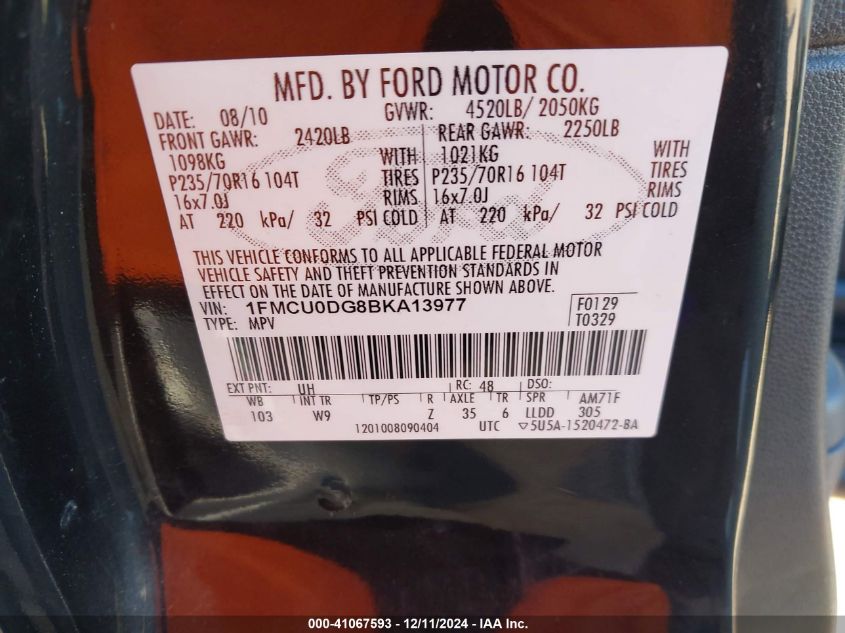 MFD. BY FORD MOTOR CO.
DATE: 08/10 GVWR: 4520LB/ 2050KG
FRONT GAWR: 2420LB REAR GAWR: 2250LB
1098KG WITH 1021KG WITH
P235/70R16 104T TIRES P235/70R16 104T TIRES
16x7.0J RIMS 16x7.0J RIMS
AT 220 kPa/ 32 PSI COLD AT 220 kPa/ 32 PSI COLD
THIS VEHICLE CONFORMS TO ALL APPLICABLE FEDERAL MOTOR
VEHICLE SAFETY AND THEFT PREVENTION STANDARDS IN
EFFECT ON THE DATE OF MANUFACTURE SHOWN ABOVE.
VIN: 1FMCU0DG8BKA13977 F0129
TYPE: MPV T0329
EXT PNT: UH RC: 48 DSO:
WB INT TR TP/PS R AXLE TR SPR AM71F
103 W9 Z 35 6 LLDD 305
1201008090404 UTC ▽5U5A-1520472-BA
000-41067593 - 12/11/2024 - IAA Inc.